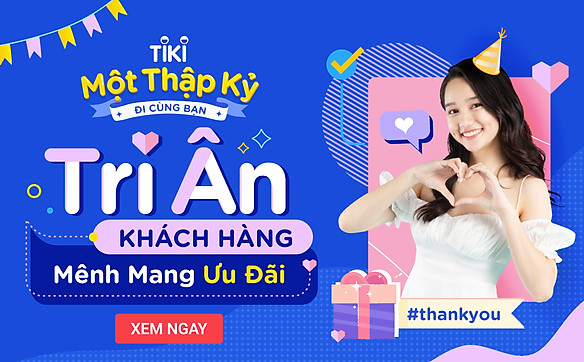 TIKI
Một Thập Kỷ
ĐI CÙNG BẠN
Tri Ân
KHÁCH HÀNG
Mênh Mang Ưu Đãi
XEM NGAY
#thankyou